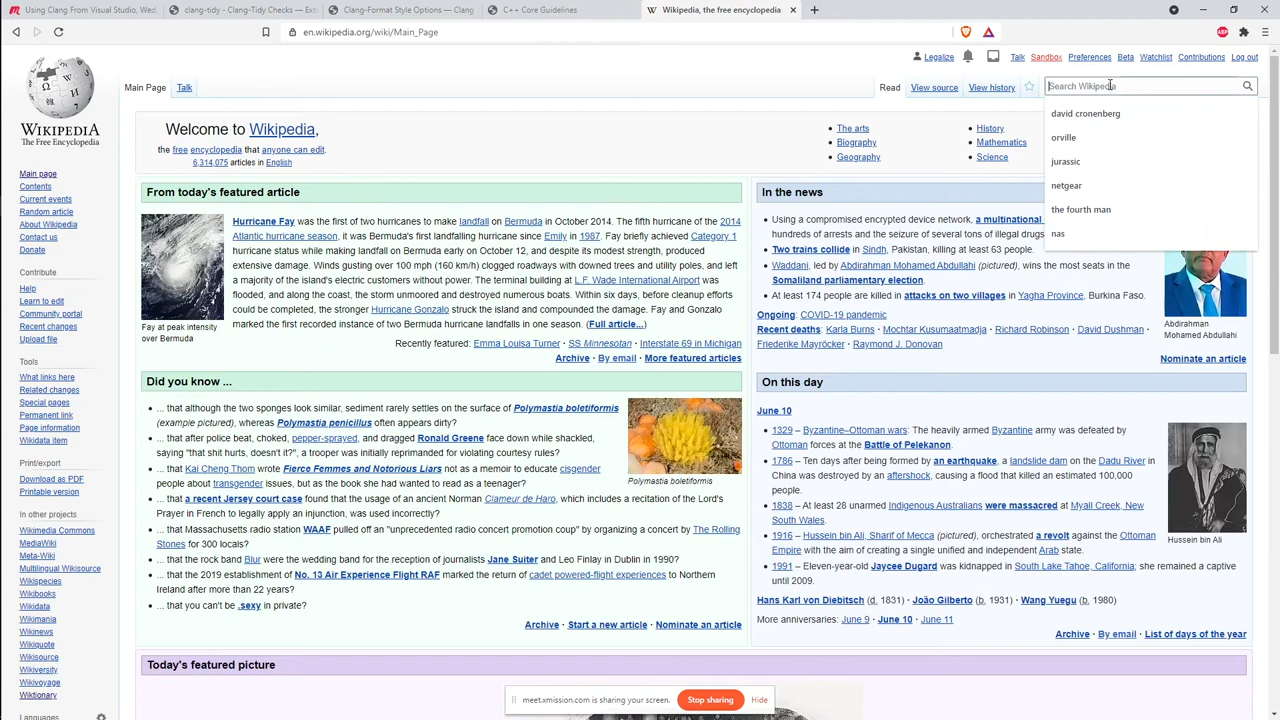 Using Clang From Visual Studio, Wed
clang-tidy - Clang-Tidy Checks — Ext
Clang-Format Style Options — Clang
C++ Core Guidelines
W Wikipedia, the free encyclopedia
en.wikipedia.org/wiki/Main_Page
ABP
Legalize Talk Sandbox Preferences Beta Watchlist Contributions Log out
Main Page Talk Read View source View history
Search Wikipedia
david cronenberg
orville
jurassic
netgear
the fourth man
nas
WIKIPEDIA
The Free Encyclopedia
Main page
Contents
Current events
Random article
About Wikipedia
Contact us
Donate
Contribute
Help
Learn to edit
Community portal
Recent changes
Upload file
Tools
What links here
Related changes
Special pages
Permanent link
Page information
Wikidata item
Print/export
Download as PDF
Printable version
In other projects
Wikimedia Commons
MediaWiki
Meta-Wiki
Multilingual Wikisource
Wikispecies
Wikibooks
Wikidata
Wikimania
Wikinews
Wikiquote
Wikisource
Wikiversity
Wikivoyage
Wiktionary
Languages
Welcome to Wikipedia,
the free encyclopedia that anyone can edit.
6,314,075 articles in English
• The arts
• Biography
• Geography
• History
• Mathematics
• Science
From today's featured article
Hurricane Fay was the first of two hurricanes to make landfall on Bermuda in October 2014. The fifth hurricane of the 2014
Atlantic hurricane season, it was Bermuda's first landfalling hurricane since Emily in 1987. Fay briefly achieved Category 1
hurricane status while making landfall on Bermuda early on October 12, and despite its modest strength, produced
extensive damage. Winds gusting over 100 mph (160 km/h) clogged roadways with downed trees and utility poles, and left
a majority of the island's electric customers without power. The terminal building at L.F. Wade International Airport was
flooded, and along the coast, the storm unmoored and destroyed numerous boats. Within six days, before cleanup efforts
could be completed, the stronger Hurricane Gonzalo struck the island and compounded the damage. Fay and Gonzalo
marked the first recorded instance of two Bermuda hurricane landfalls in one season. (Full article...)
Fay at peak intensity
over Bermuda
Recently featured: Emma Louisa Turner · SS Minnesotan · Interstate 69 in Michigan
Archive · By email · More featured articles
Did you know ...
• ... that although the two sponges look similar, sediment rarely settles on the surface of Polymastia boletiformis
(example pictured), whereas Polymastia penicillus often appears dirty?
• ... that after police beat, choked, pepper-sprayed, and dragged Ronald Greene face down while shackled,
saying "that shit hurts, doesn't it?", a trooper was initially reprimanded for violating courtesy rules?
• ... that Kai Cheng Thom wrote Fierce Femmes and Notorious Liars not as a memoir to educate cisgender
people about transgender issues, but as the book she had wanted to read as a teenager?
• ... that a recent Jersey court case found that the usage of an ancient Norman Clameur de Haro, which includes a recitation of the Lord's
Prayer in French to legally apply an injunction, was used incorrectly?
• ... that Massachusetts radio station WAAF pulled off an "unprecedented radio concert promotion coup" by organizing a concert by The Rolling
Stones for 300 locals?
• ... that the rock band Blur were the wedding band for the reception of journalists Jane Suiter and Leo Finlay in Dublin in 1990?
• ... that the 2019 establishment of No. 13 Air Experience Flight RAF marked the return of cadet powered-flight experiences to Northern
Ireland after more than 22 years?
• ... that you can't be .sexy in private?
Polymastia boletiformis
Archive · Start a new article · Nominate an article
In the news
• Using a compromised encrypted device network, a multinational
hundreds of arrests and the seizure of several tons of illegal drugs
• Two trains collide in Sindh, Pakistan, killing at least 63 people.
• Waddani, led by Abdirahman Mohamed Abdullahi (pictured), wins the most seats in the
Somaliland parliamentary election.
• At least 174 people are killed in attacks on two villages in Yagha Province, Burkina Faso.
Ongoing: COVID-19 pandemic
Recent deaths: Karla Burns · Mochtar Kusumaatmadja · Richard Robinson · David Dushman ·
Friederike Mayröcker · Raymond J. Donovan
Abdirahman
Mohamed Abdullahi
Nominate an article
On this day
June 10
• 1329 – Byzantine–Ottoman wars: The heavily armed Byzantine army was defeated by
Ottoman forces at the Battle of Pelekanon.
• 1786 – Ten days after being formed by an earthquake, a landslide dam on the Dadu River in
China was destroyed by an aftershock, causing a flood that killed an estimated 100,000
people.
• 1838 – At least 28 unarmed Indigenous Australians were massacred at Myall Creek, New
South Wales.
• 1916 – Hussein bin Ali, Sharif of Mecca (pictured), orchestrated a revolt against the Ottoman
Empire with the aim of creating a single unified and independent Arab state.
• 1991 – Eleven-year-old Jaycee Dugard was kidnapped in South Lake Tahoe, California; she remained a captive
until 2009.
Hussein bin Ali
Hans Karl von Diebitsch (d. 1831) · João Gilberto (b. 1931) · Wang Yuegu (b. 1980)
More anniversaries: June 9 · June 10 · June 11
Archive · By email · List of days of the year
Today's featured picture
meet.xmission.com is sharing your screen. Stop sharing Hide